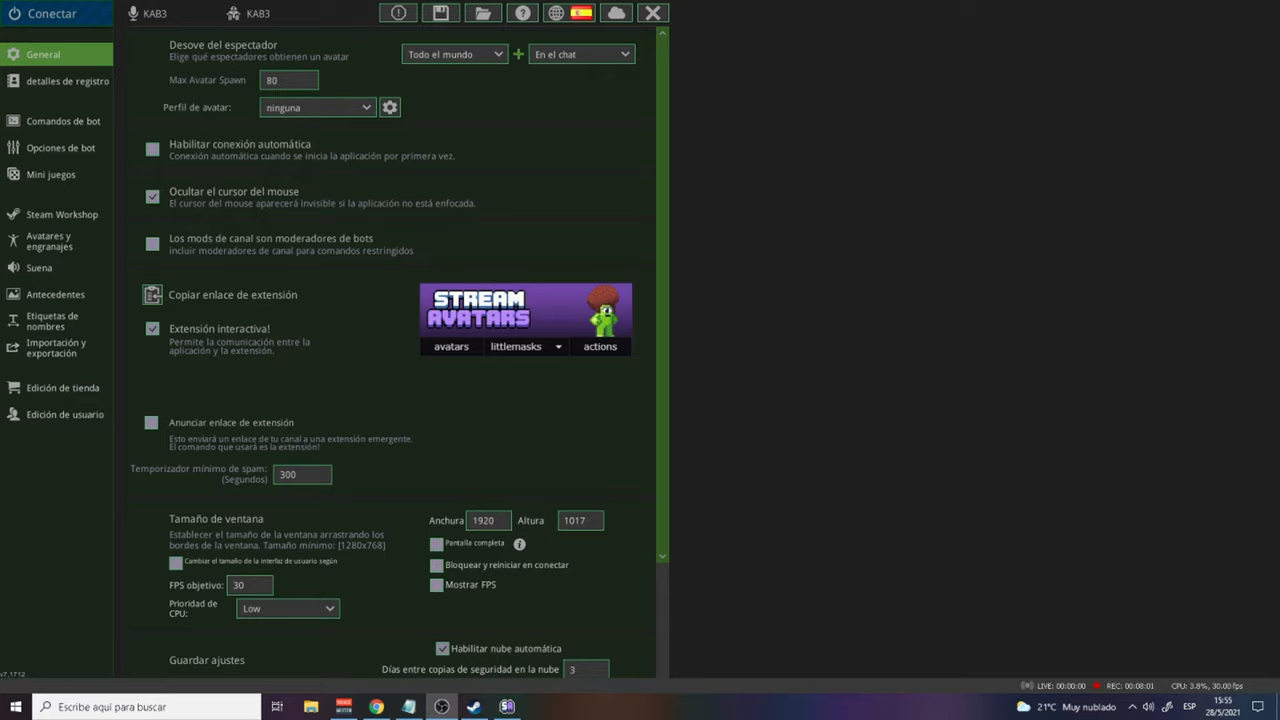 Conectar
KAB3
KAB3
General
detalles de registro
Comandos de bot
Opciones de bot
Mini juegos
Steam Workshop
Avatares y
engranajes
Suena
Antecedentes
Etiquetas de
nombres
Importación y
exportación
Edición de tienda
Edición de usuario
v7.1712
Desove del espectador
Elige qué espectadores obtienen un avatar
Todo el mundo
En el chat
Max Avatar Spawn
80
Perfil de avatar:
ninguna
Habilitar conexión automática
Conexión automática cuando se inicia la aplicación por primera vez.
Ocultar el cursor del mouse
El cursor del mouse aparecerá invisible si la aplicación no está enfocada.
Los mods de canal son moderadores de bots
incluir moderadores de canal para comandos restringidos
Copiar enlace de extensión
Extensión interactiva!
Permite la comunicación entre la
aplicación y la extensión.
STREAM
AVATARS
avatars
littlemasks
actions
Anunciar enlace de extensión
Esto enviará un enlace de tu canal a una extensión emergente.
El comando que usará es la extensión!
Temporizador mínimo de spam:
(Segundos)
300
Tamaño de ventana
Establecer el tamaño de la ventana arrastrando los
bordes de la ventana. Tamaño mínimo: [1280x768]
Cambiar el tamaño de la interfaz de usuario según
FPS objetivo:
30
Prioridad de
CPU:
Low
Anchura
1920
Altura
1017
Pantalla completa
Bloquear y reiniciar en conectar
Mostrar FPS
Guardar ajustes
Habilitar nube automática
Días entre copias de seguridad en la nube
3
LIVE: 00:00:00
REC: 00:08:01
CPU: 3.8%, 30.00 fps
Escribe aquí para buscar
21°C Muy nublado
ESP
15:55
28/5/2021